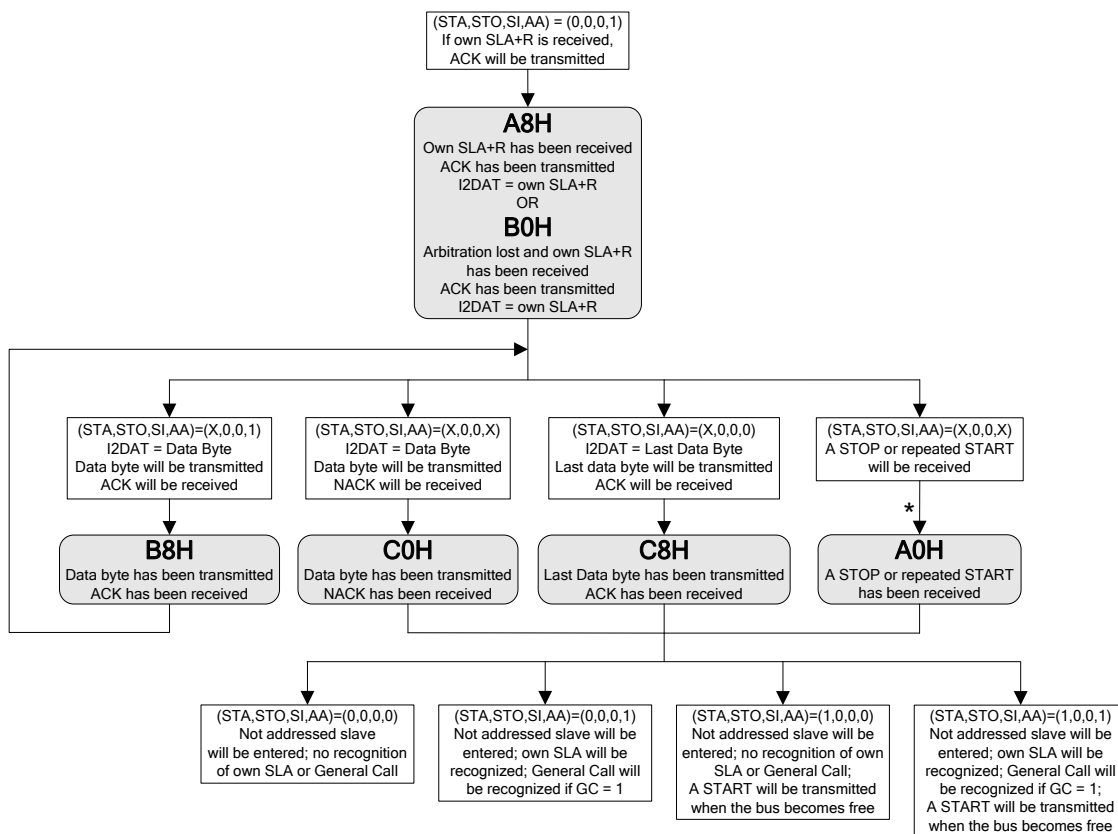 (STA,STO,SI,AA) = (0,0,0,1)
If own SLA+R is received,
ACK will be transmitted
A8H
Own SLA+R has been received
ACK has been transmitted
I2DAT = own SLA+R
OR
B0H
Arbitration lost and own SLA+R
has been received
ACK has been transmitted
I2DAT = own SLA+R
(STA,STO,SI,AA)=(X,0,0,1)
I2DAT = Data Byte
Data byte will be transmitted
ACK will be received
(STA,STO,SI,AA)=(X,0,0,X)
I2DAT = Data Byte
Data byte will be transmitted
NACK will be received
(STA,STO,SI,AA)=(X,0,0,0)
I2DAT = Last Data Byte
Last data byte will be transmitted
ACK will be received
(STA,STO,SI,AA)=(X,0,0,X)
A STOP or repeated START
will be received
*
B8H
Data byte has been transmitted
ACK has been received
C0H
Data byte has been transmitted
NACK has been received
C8H
Last Data byte has been transmitted
ACK has been received
A0H
A STOP or repeated START
has been received
(STA,STO,SI,AA)=(0,0,0,0)
Not addressed slave
will be entered; no recognition
of own SLA or General Call
(STA,STO,SI,AA)=(0,0,0,1)
Not addressed slave will be
entered; own SLA will be
recognized; General Call will
be recognized if GC = 1
(STA,STO,SI,AA)=(1,0,0,0)
Not addressed slave will be
entered; no recognition of own
SLA or General Call;
A START will be transmitted
when the bus becomes free
(STA,STO,SI,AA)=(1,0,0,1)
Not addressed slave will be
entered; own SLA will be
recognized; General Call will
be recognized if GC = 1;
A START will be transmitted
when the bus becomes free